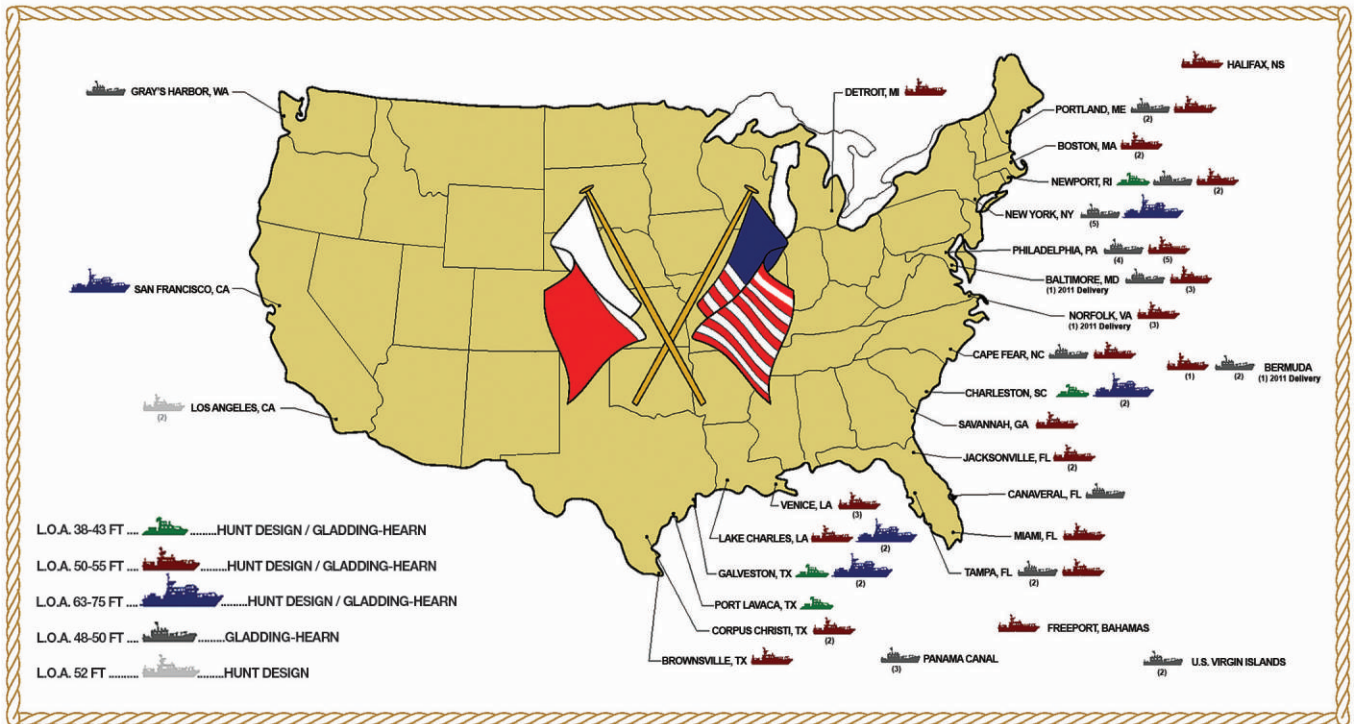 GRAY'S HARBOR, WA
SAN FRANCISCO, CA
LOS ANGELES, CA
(2)
DETROIT, MI
HALIFAX, NS
PORTLAND, ME
(2)
BOSTON, MA
(2)
NEWPORT, RI
(2)
NEW YORK, NY
(5)
PHILADELPHIA, PA
(4) (5)
BALTIMORE, MD
(1) 2011 Delivery (3)
NORFOLK, VA
(1) 2011 Delivery (3)
CAPE FEAR, NC
BERMUDA
(1) (2) (1) 2011 Delivery
CHARLESTON, SC
(2)
SAVANNAH, GA
JACKSONVILLE, FL
(2)
CANAVERAL, FL
MIAMI, FL
TAMPA, FL
(2)
VENICE, LA
(3)
LAKE CHARLES, LA
(2)
GALVESTON, TX
(2)
PORT LAVACA, TX
CORPUS CHRISTI, TX
(2)
BROWNSVILLE, TX
FREEPORT, BAHAMAS
PANAMA CANAL
(3)
U.S. VIRGIN ISLANDS
(2)
L.O.A. 38-43 FT .... .........HUNT DESIGN / GLADDING-HEARN
L.O.A. 50-55 FT .... .........HUNT DESIGN / GLADDING-HEARN
L.O.A. 63-75 FT .... .........HUNT DESIGN / GLADDING-HEARN
L.O.A. 48-50 FT .... .........GLADDING-HEARN
L.O.A. 52 FT .......... .........HUNT DESIGN